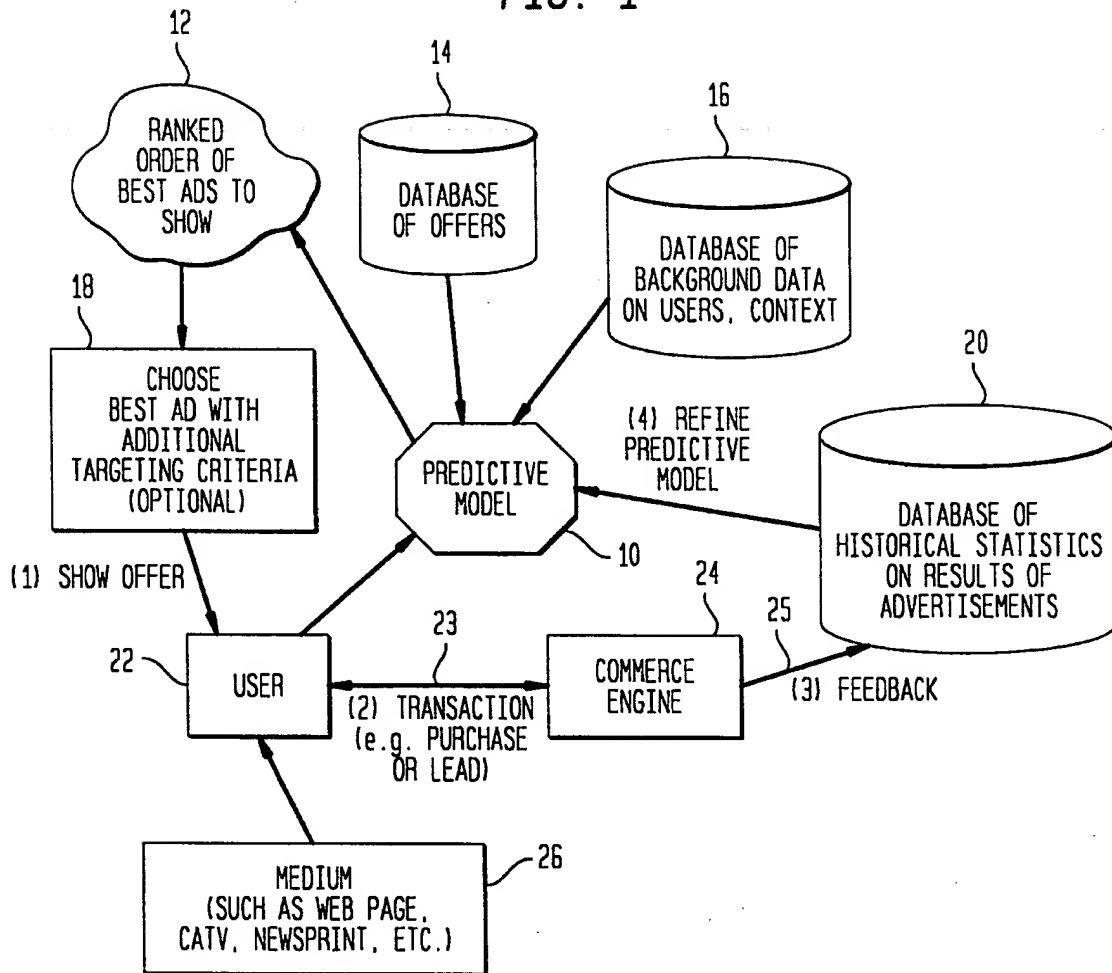 FIG. 1
12
RANKED
ORDER OF
BEST ADS TO
SHOW
14
DATABASE
OF OFFERS
16
DATABASE OF
BACKGROUND DATA
ON USERS, CONTEXT
18
CHOOSE
BEST AD WITH
ADDITIONAL
TARGETING CRITERIA
(OPTIONAL)
PREDICTIVE
MODEL
10
(4) REFINE
PREDICTIVE
MODEL
20
DATABASE OF
HISTORICAL STATISTICS
ON RESULTS OF
ADVERTISEMENTS
(1) SHOW OFFER
22
USER
23
(2) TRANSACTION
(e.g. PURCHASE
OR LEAD)
24
COMMERCE
ENGINE
25
(3) FEEDBACK
MEDIUM
(SUCH AS WEB PAGE,
CATV, NEWSPRINT, ETC.)
26